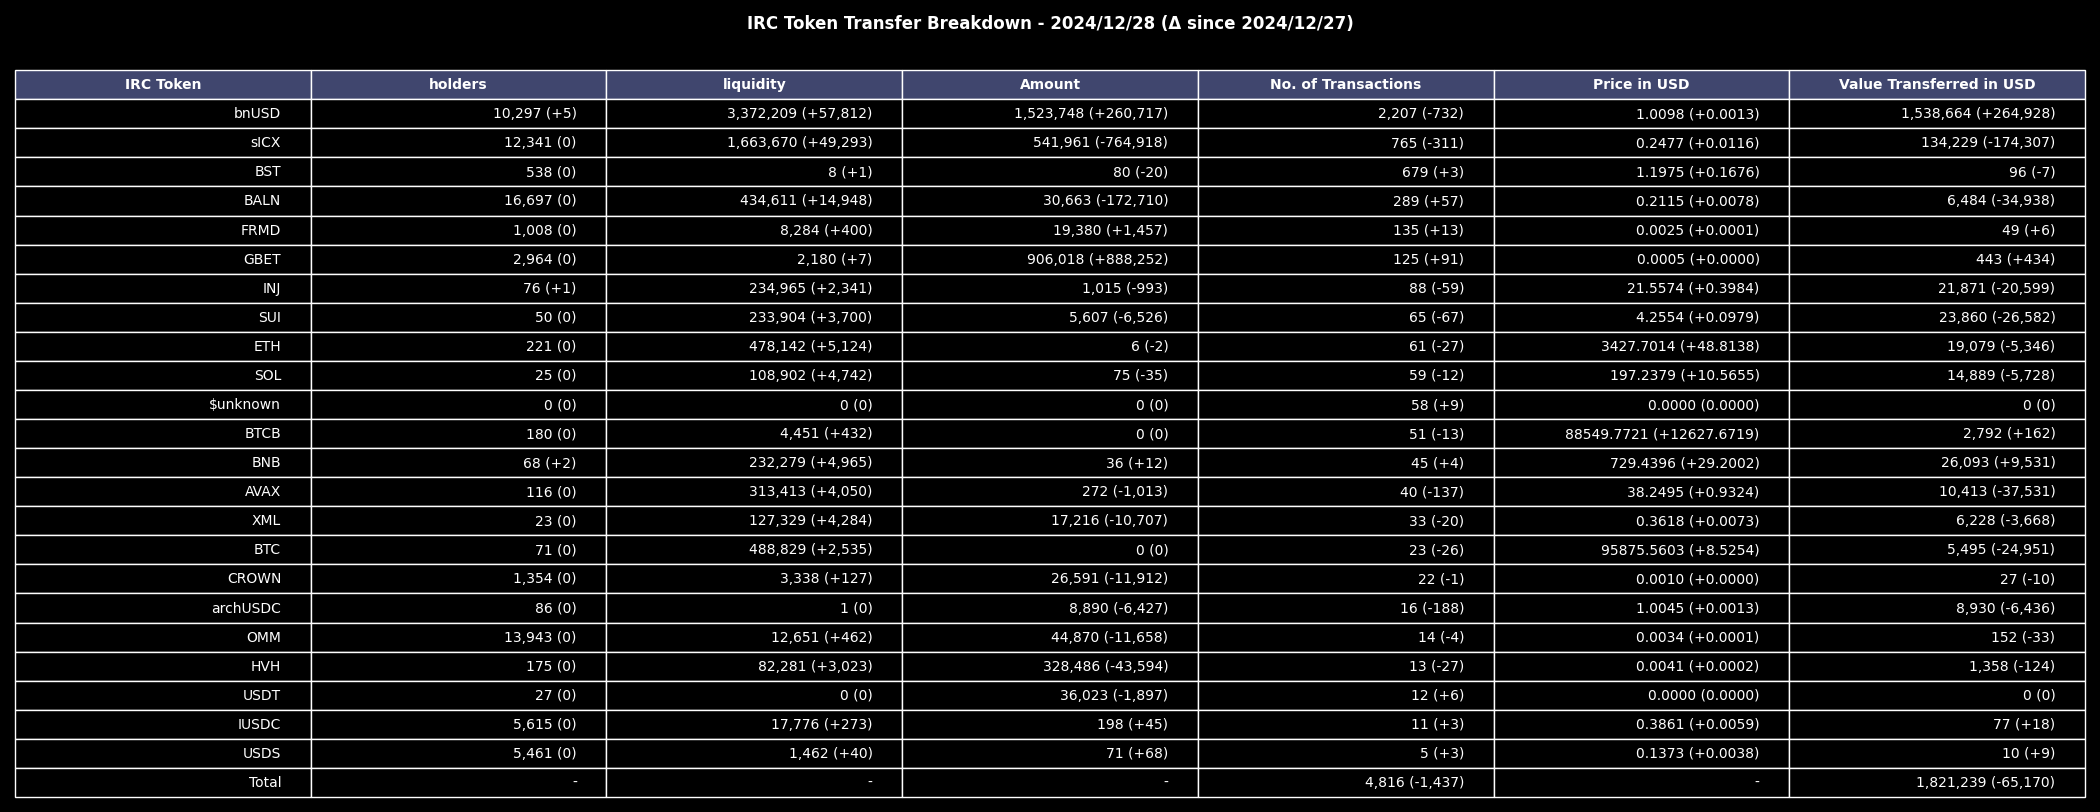 IRC Token Transfer Breakdown - 2024/12/28 (Δ since 2024/12/27)
IRC Token holders liquidity Amount No. of Transactions Price in USD Value Transferred in USD
bnUSD 10,297 (+5) 3,372,209 (+57,812) 1,523,748 (+260,717) 2,207 (-732) 1.0098 (+0.0013) 1,538,664 (+264,928)
sICX 12,341 (0) 1,663,670 (+49,293) 541,961 (-764,918) 765 (-311) 0.2477 (+0.0116) 134,229 (-174,307)
BST 538 (0) 8 (+1) 80 (-20) 679 (+3) 1.1975 (+0.1676) 96 (-7)
BALN 16,697 (0) 434,611 (+14,948) 30,663 (-172,710) 289 (+57) 0.2115 (+0.0078) 6,484 (-34,938)
FRMD 1,008 (0) 8,284 (+400) 19,380 (+1,457) 135 (+13) 0.0025 (+0.0001) 49 (+6)
GBET 2,964 (0) 2,180 (+7) 906,018 (+888,252) 125 (+91) 0.0005 (+0.0000) 443 (+434)
INJ 76 (+1) 234,965 (+2,341) 1,015 (-993) 88 (-59) 21.5574 (+0.3984) 21,871 (-20,599)
SUI 50 (0) 233,904 (+3,700) 5,607 (-6,526) 65 (-67) 4.2554 (+0.0979) 23,860 (-26,582)
ETH 221 (0) 478,142 (+5,124) 6 (-2) 61 (-27) 3427.7014 (+48.8138) 19,079 (-5,346)
SOL 25 (0) 108,902 (+4,742) 75 (-35) 59 (-12) 197.2379 (+10.5655) 14,889 (-5,728)
$unknown 0 (0) 0 (0) 0 (0) 58 (+9) 0.0000 (0.0000) 0 (0)
BTCB 180 (0) 4,451 (+432) 0 (0) 51 (-13) 88549.7721 (+12627.6719) 2,792 (+162)
BNB 68 (+2) 232,279 (+4,965) 36 (+12) 45 (+4) 729.4396 (+29.2002) 26,093 (+9,531)
AVAX 116 (0) 313,413 (+4,050) 272 (-1,013) 40 (-137) 38.2495 (+0.9324) 10,413 (-37,531)
XML 23 (0) 127,329 (+4,284) 17,216 (-10,707) 33 (-20) 0.3618 (+0.0073) 6,228 (-3,668)
BTC 71 (0) 488,829 (+2,535) 0 (0) 23 (-26) 95875.5603 (+8.5254) 5,495 (-24,951)
CROWN 1,354 (0) 3,338 (+127) 26,591 (-11,912) 22 (-1) 0.0010 (+0.0000) 27 (-10)
archUSDC 86 (0) 1 (0) 8,890 (-6,427) 16 (-188) 1.0045 (+0.0013) 8,930 (-6,436)
OMM 13,943 (0) 12,651 (+462) 44,870 (-11,658) 14 (-4) 0.0034 (+0.0001) 152 (-33)
HVH 175 (0) 82,281 (+3,023) 328,486 (-43,594) 13 (-27) 0.0041 (+0.0002) 1,358 (-124)
USDT 27 (0) 0 (0) 36,023 (-1,897) 12 (+6) 0.0000 (0.0000) 0 (0)
IUSDC 5,615 (0) 17,776 (+273) 198 (+45) 11 (+3) 0.3861 (+0.0059) 77 (+18)
USDS 5,461 (0) 1,462 (+40) 71 (+68) 5 (+3) 0.1373 (+0.0038) 10 (+9)
Total - - - 4,816 (-1,437) - 1,821,239 (-65,170)